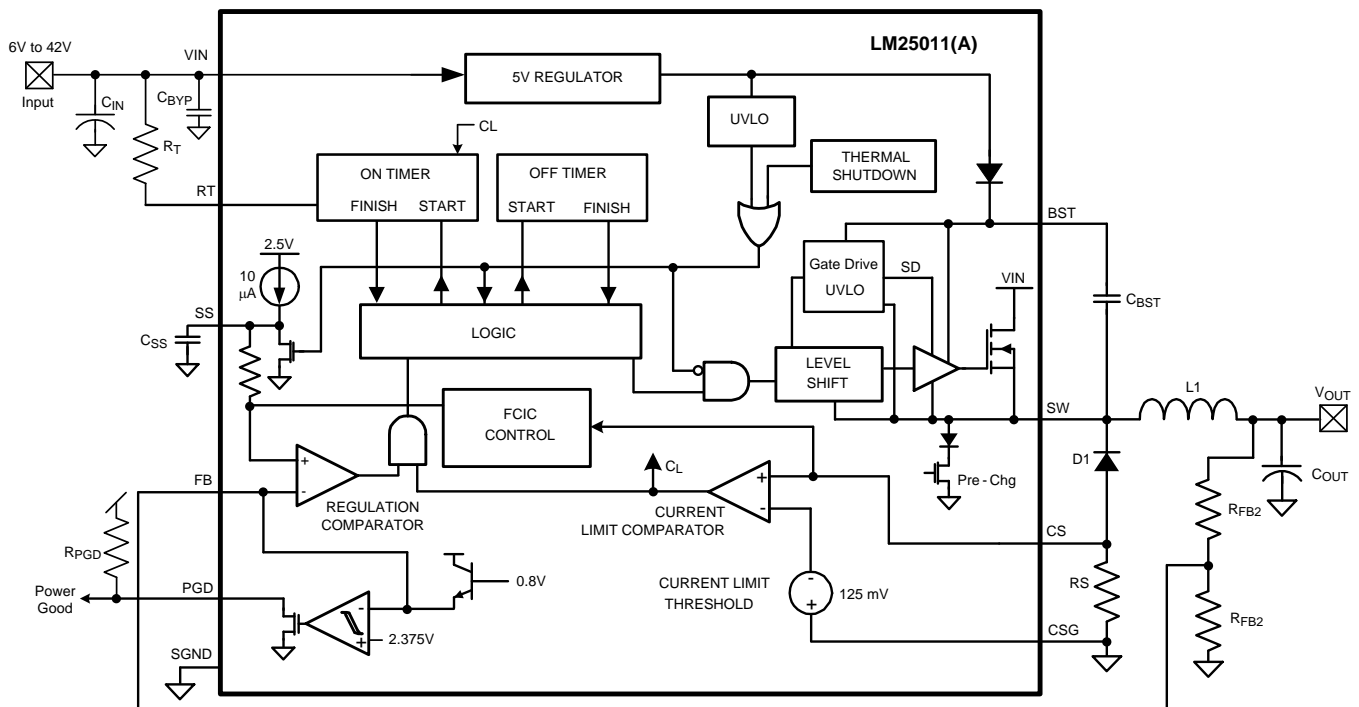 LM25011(A)
6V to 42V
Input
VIN
CIN
CBYP
RT
RT
5V REGULATOR
UVLO
THERMAL
SHUTDOWN
CL
ON TIMER
FINISH START
OFF TIMER
START FINISH
BST
2.5V
10
µA
SS
CSS
LOGIC
Gate Drive
UVLO
SD
VIN
CBST
LEVEL
SHIFT
FCIC
CONTROL
SW
L1
VOUT
Pre - Chg
D1
COUT
RFB2
FB
+
-
REGULATION
COMPARATOR
CL
+
-
CURRENT
LIMIT COMPARATOR
CS
RPGD
Power
Good
PGD
0.8V
-
+
2.375V
CURRENT LIMIT
THRESHOLD
-
+
125 mV
RS
RFB2
CSG
SGND